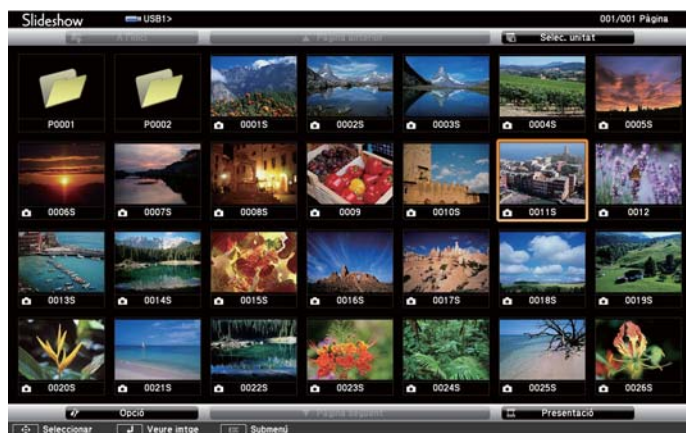 Slideshow USB1> 001/001 Pàgina
A l'inici ▲ Pàgina anterior Selec. unitat
P0001 P0002 0001S 0002S 0003S 0004S 0005S
0006S 0007S 0008S 0009 0010S 0011S 0012
0013S 0014S 0015S 0016S 0017S 0018S 0019S
0020S 0021S 0022S 0023S 0024S 0025S 0026S
Opció ▼ Pàgina següent Presentació
Seleccionar Veure imtge Submenú